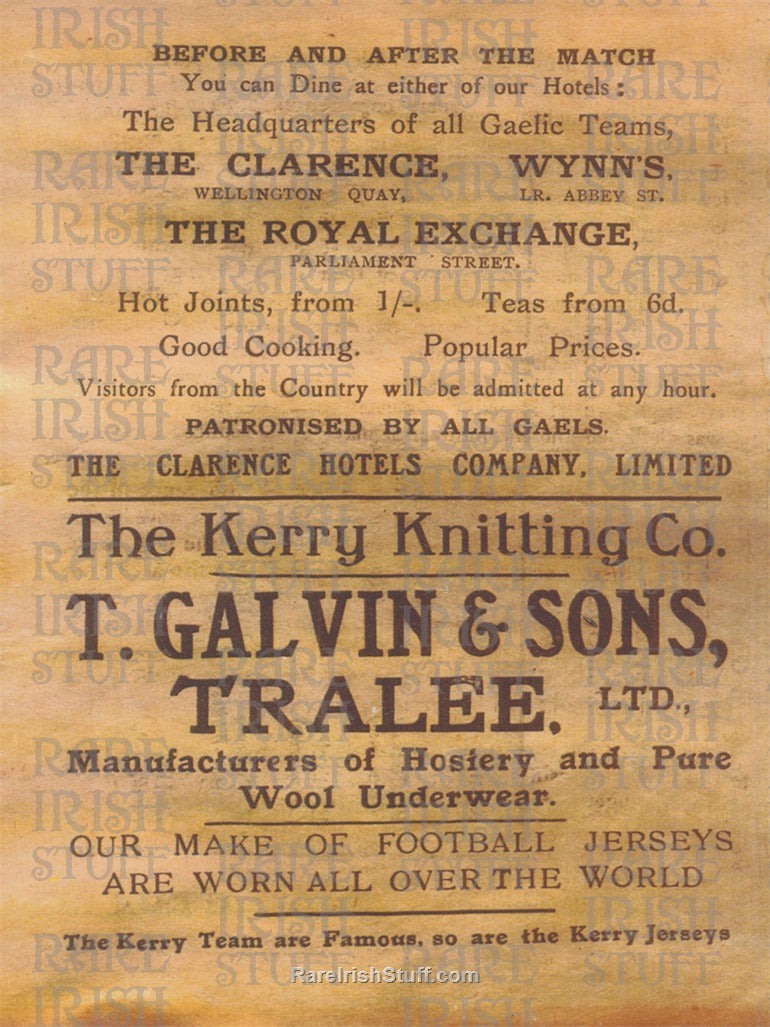 BEFORE AND AFTER THE MATCH
You can Dine at either of our Hotels:
The Headquarters of all Gaelic Teams,
THE CLARENCE, WYNN'S,
WELLINGTON QUAY, LR. ABBEY ST.
THE ROYAL EXCHANGE,
PARLIAMENT STREET.
Hot Joints, from 1/-. Teas from 6d.
Good Cooking. Popular Prices.
Visitors from the Country will be admitted at any hour.
PATRONISED BY ALL GAELS.
THE CLARENCE HOTELS COMPANY, LIMITED
The Kerry Knitting Co.
T. GALVIN & SONS,
TRALEE. LTD.,
Manufacturers of Hosiery and Pure
Wool Underwear.
OUR MAKE OF FOOTBALL JERSEYS
ARE WORN ALL OVER THE WORLD
The Kerry Team are Famous, so are the Kerry Jerseys
RareIrishStuff.com
RARE IRISH STUFF